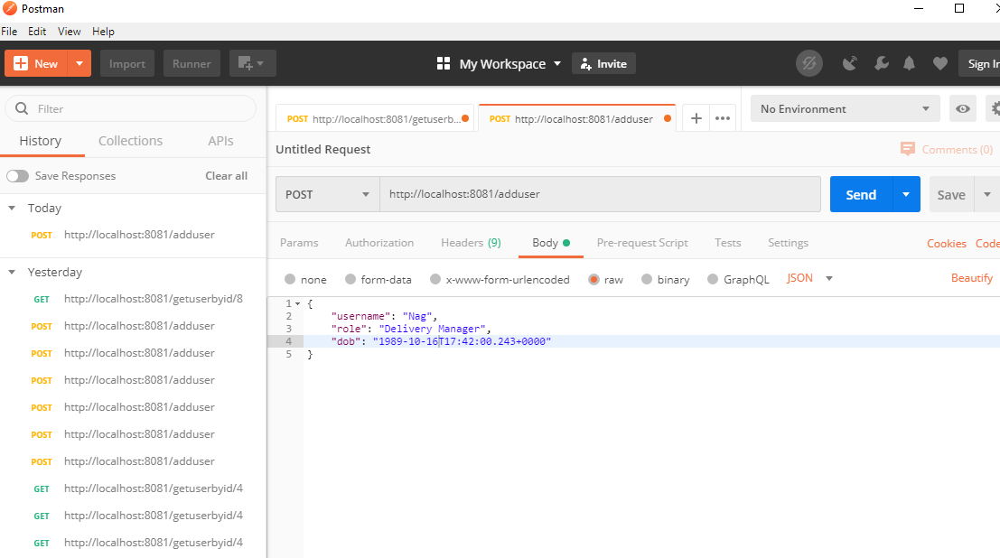 Postman
File Edit View Help
New Import Runner My Workspace Invite Sign In
Filter
History Collections APIs
Save Responses Clear all
Today
POST http://localhost:8081/adduser
Yesterday
GET http://localhost:8081/getuserbyid/8
POST http://localhost:8081/adduser
POST http://localhost:8081/adduser
POST http://localhost:8081/adduser
POST http://localhost:8081/adduser
POST http://localhost:8081/adduser
POST http://localhost:8081/adduser
GET http://localhost:8081/getuserbyid/4
GET http://localhost:8081/getuserbyid/4
GET http://localhost:8081/getuserbyid/4
POST http://localhost:8081/getuserb... POST http://localhost:8081/adduser + ... No Environment
Untitled Request Comments (0)
POST http://localhost:8081/adduser Send Save
Params Authorization Headers (9) Body Pre-request Script Tests Settings Cookies Code
none form-data x-www-form-urlencoded raw binary GraphQL JSON Beautify
1 {
2 "username": "Nag",
3 "role": "Delivery Manager",
4 "dob": "1989-10-16T17:42:00.243+0000"
5 }